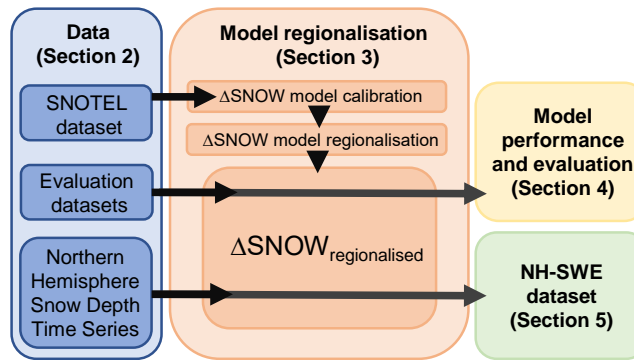 Data
(Section 2)
SNOTEL
dataset
Evaluation
datasets
Northern
Hemisphere
Snow Depth
Time Series
Model regionalisation
(Section 3)
ΔSNOW model calibration
ΔSNOW model regionalisation
ΔSNOWregionalised
Model
performance
and evaluation
(Section 4)
NH-SWE
dataset
(Section 5)